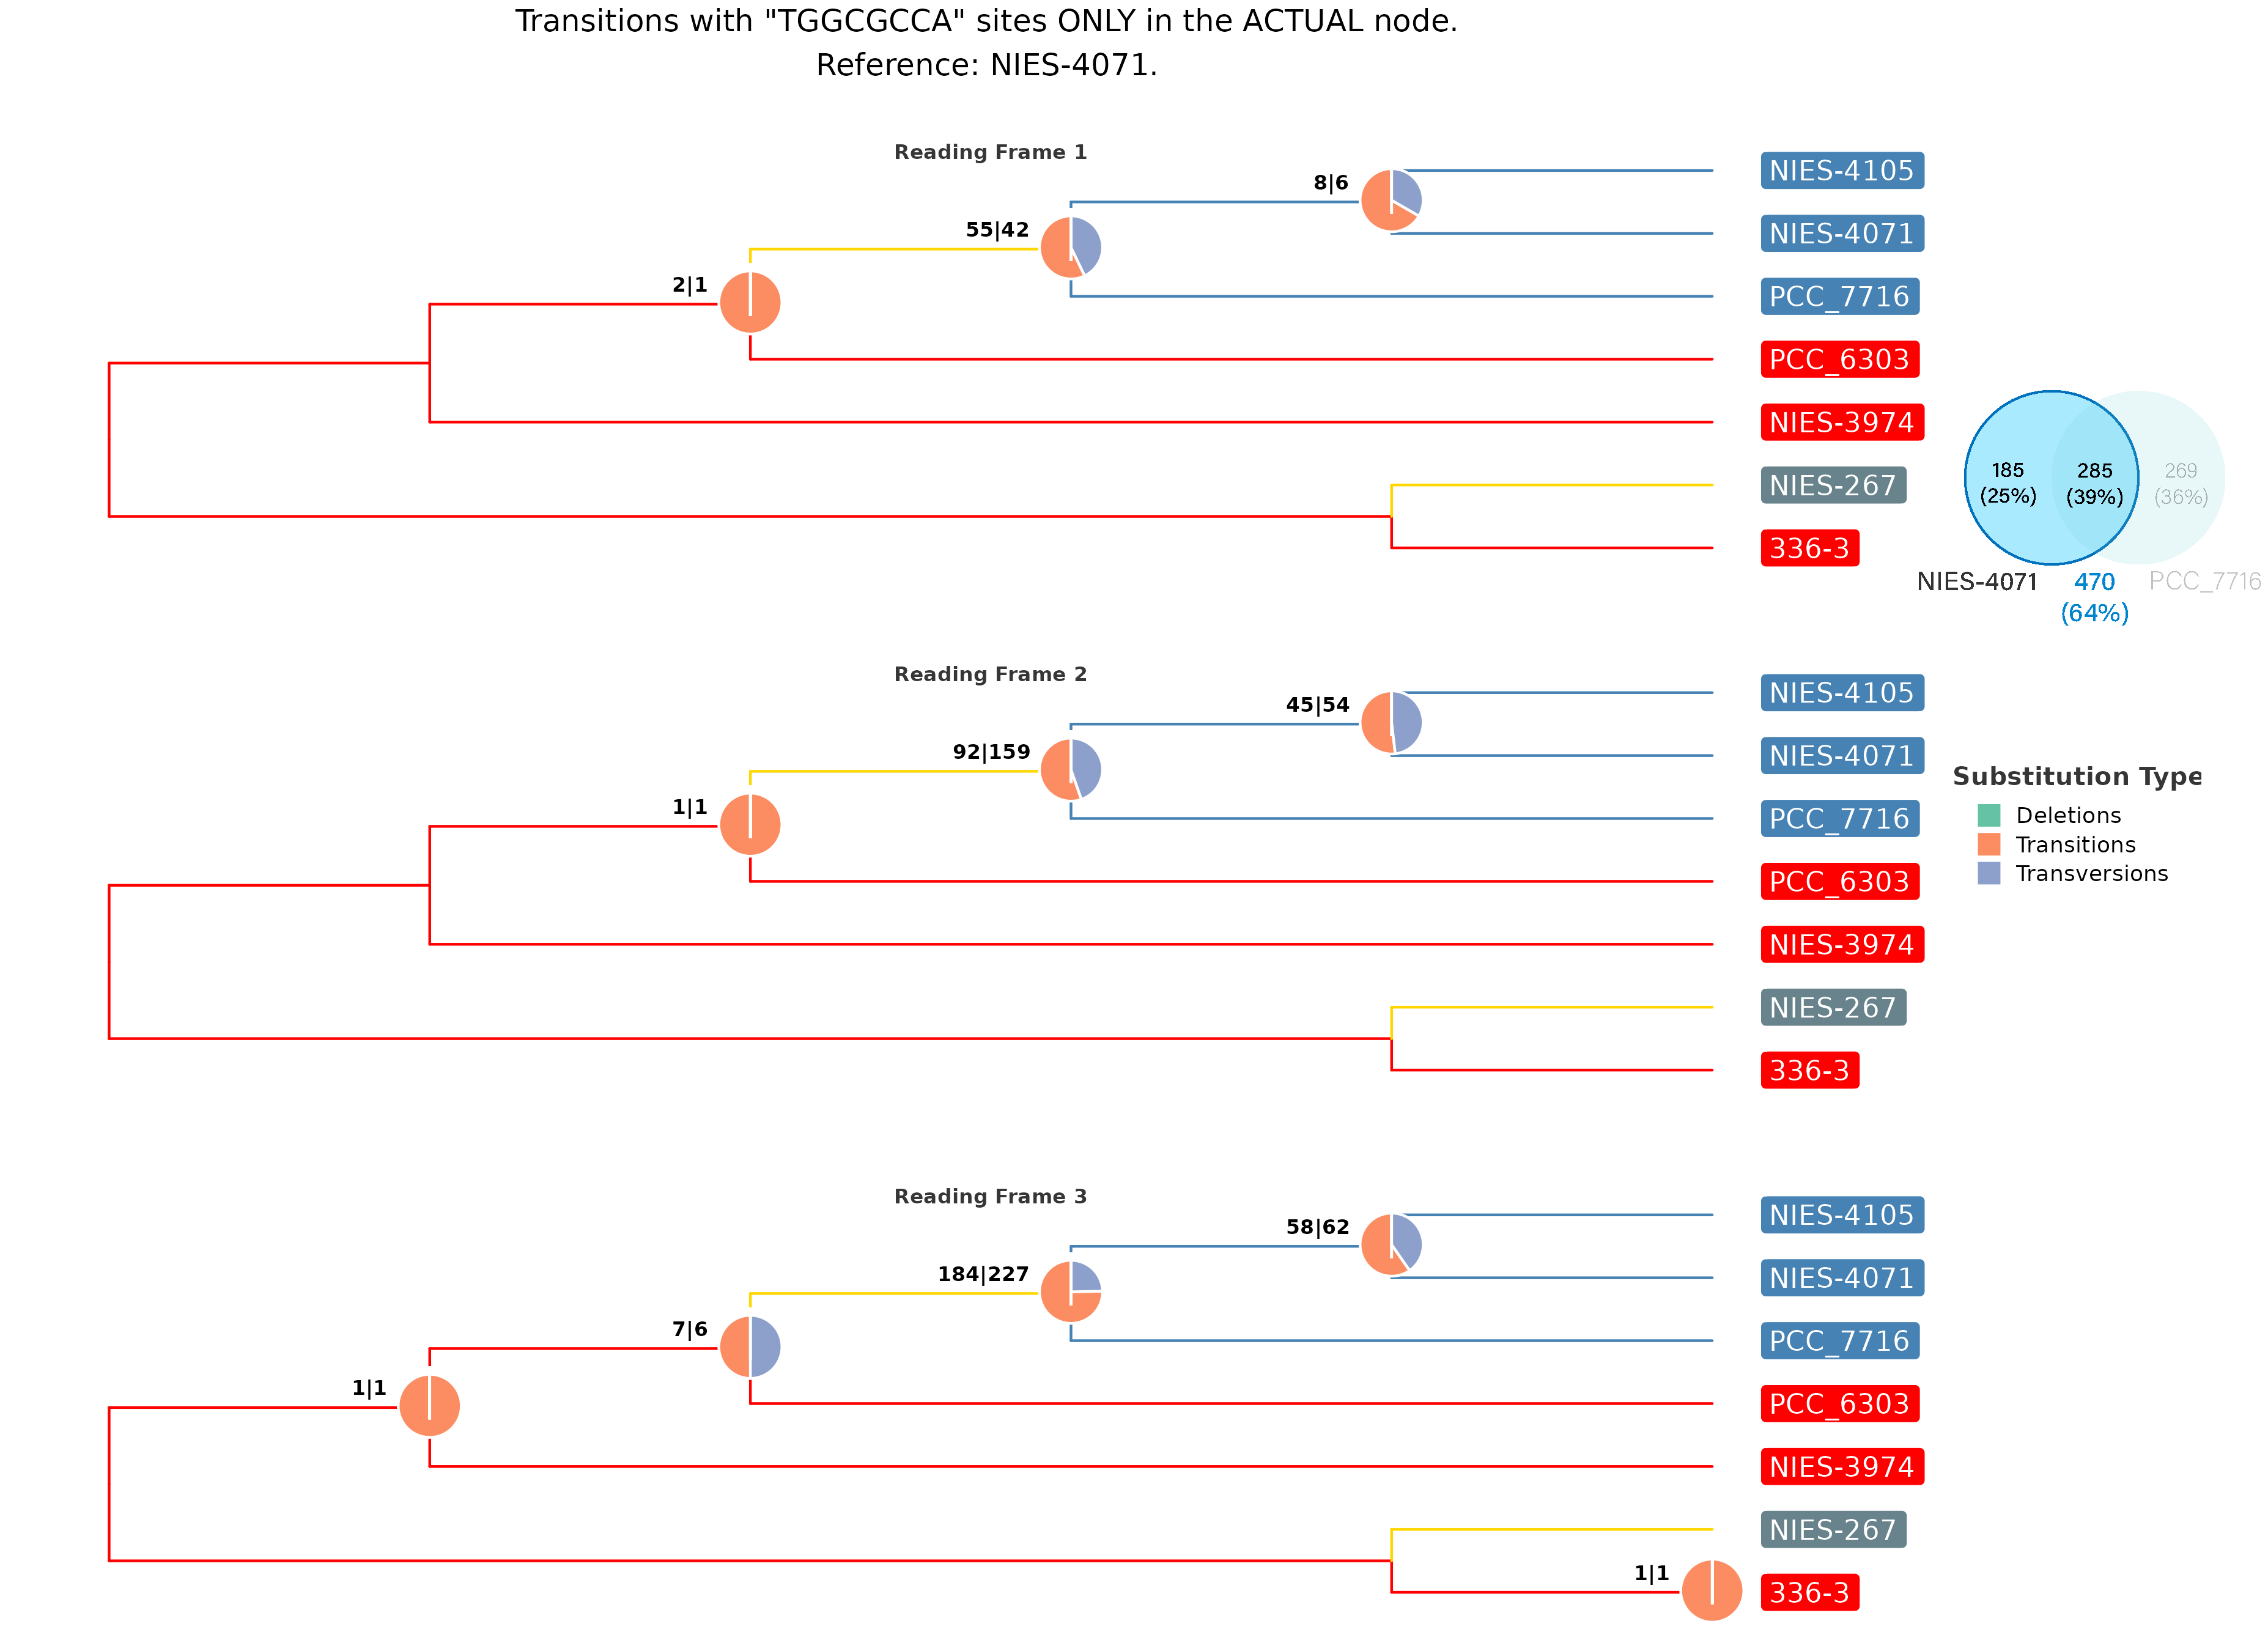 Transitions with "TGGCGCCA" sites ONLY in the ACTUAL node.
Reference: NIES-4071.
Reading Frame 1
8|6
55|42
2|1
NIES-4105
NIES-4071
PCC_7716
PCC_6303
NIES-3974
NIES-267
336-3
185
(25%)
285
(39%)
269
(36%)
NIES-4071
470
(64%)
PCC_7716
Reading Frame 2
45|54
92|159
1|1
NIES-4105
NIES-4071
PCC_7716
PCC_6303
NIES-3974
NIES-267
336-3
Substitution Type
Deletions
Transitions
Transversions
Reading Frame 3
58|62
184|227
7|6
1|1
1|1
NIES-4105
NIES-4071
PCC_7716
PCC_6303
NIES-3974
NIES-267
336-3